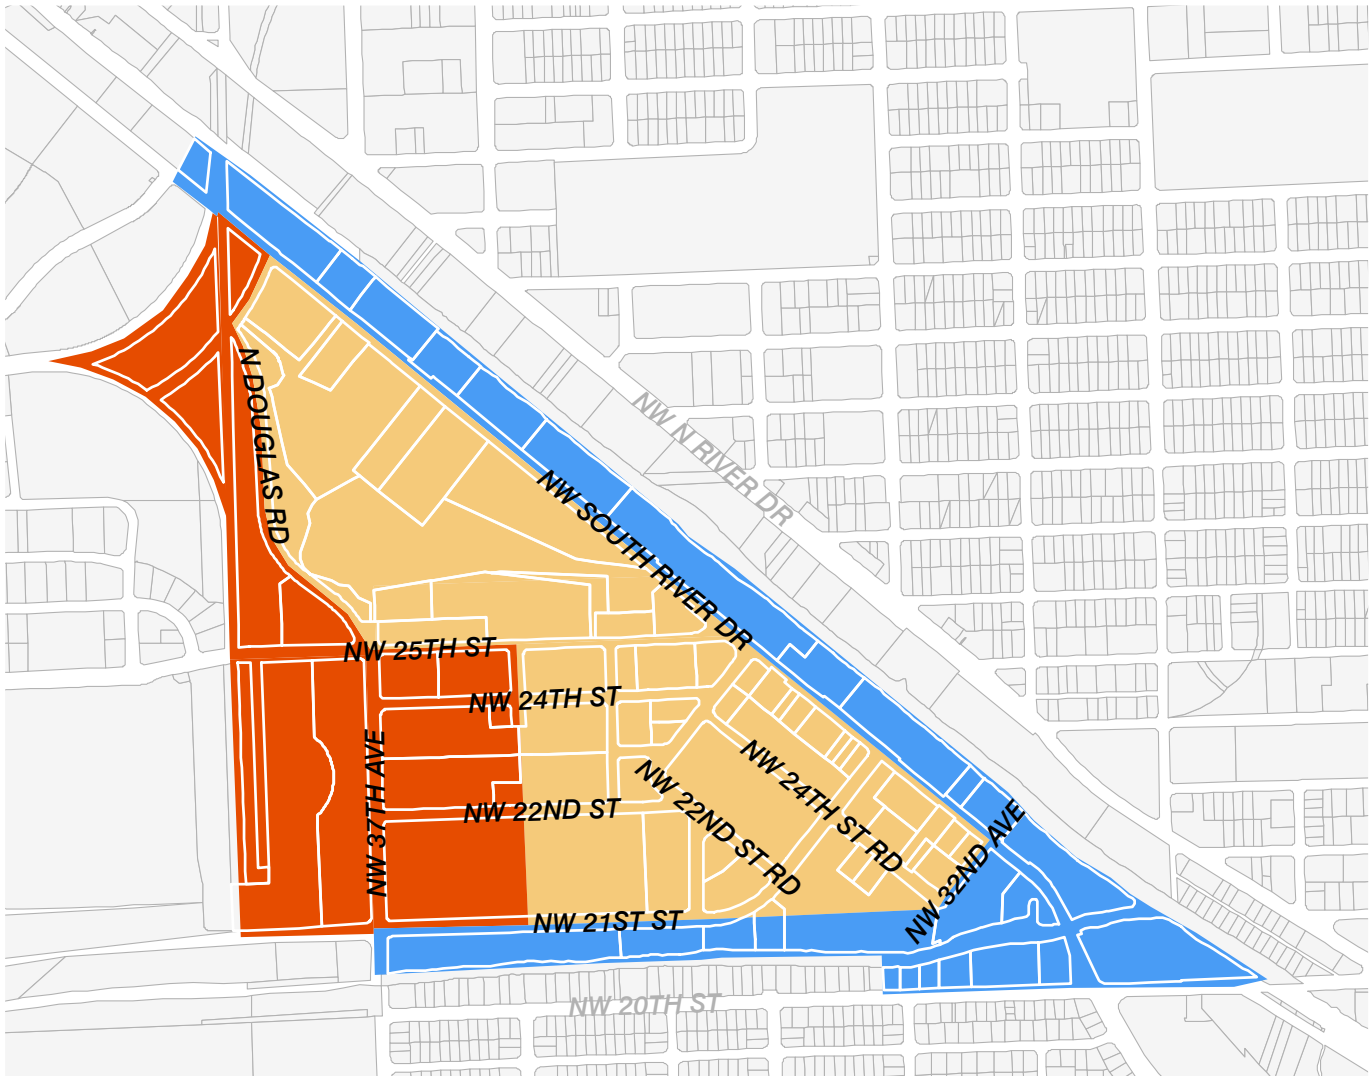 N DOUGLAS RD
NW N RIVER DR
NW SOUTH RIVER DR
NW 25TH ST
NW 24TH ST
NW 37TH AVE
NW 22ND ST
NW 22ND ST RD
NW 24TH ST RD
NW 32ND AVE
NW 21ST ST
NW 20TH ST